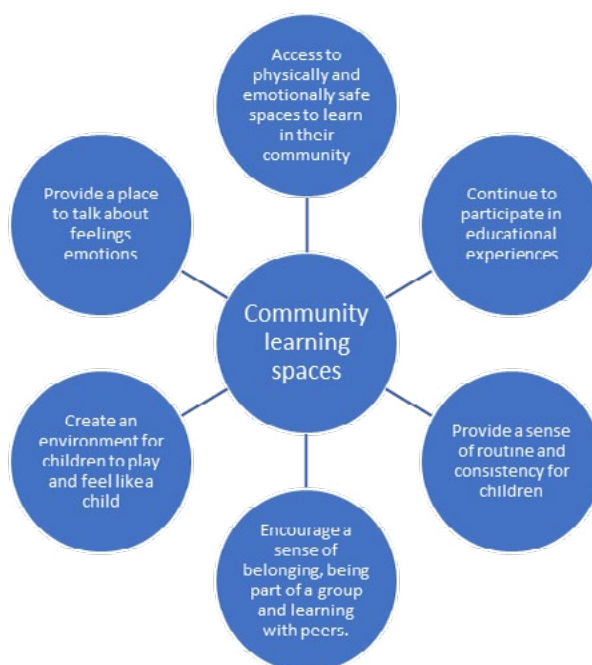 Access to
physically and
emotionally safe
spaces to learn
in their
community
Continue to
participate in
educational
experiences
Provide a sense
of routine and
consistency for
children
Encourage a
sense of
belonging, being
part of a group
and learning
with peers.
Create an
environment for
children to play
and feel like a
child
Provide a place
to talk about
feelings
emotions
Community
learning
spaces